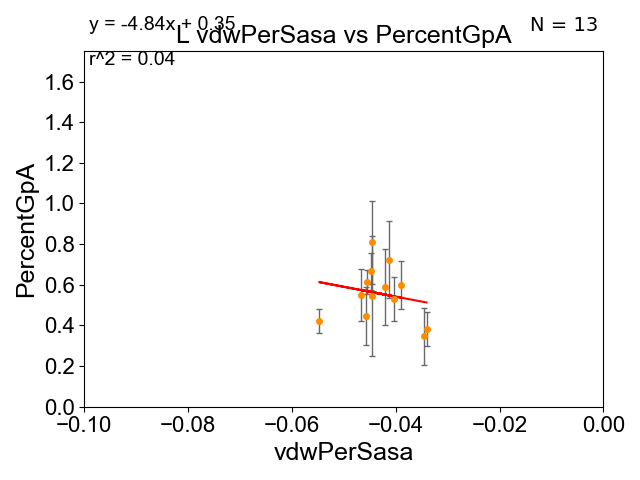 y = -4.84x + 0.35
N = 13
L vdwPerSasa vs PercentGpA
r^2 = 0.04
1.6
1.4
1.2
1.0
0.8
0.6
0.4
0.2
0.0
PercentGpA
−0.10 −0.08 −0.06 −0.04 −0.02 0.00
vdwPerSasa